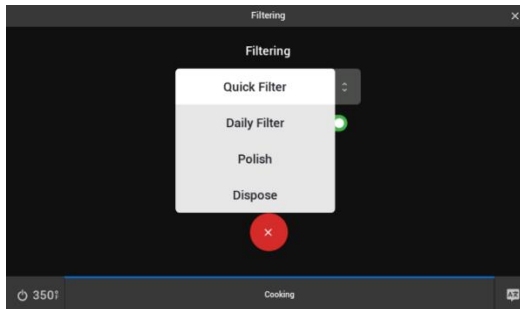 Filtering
Filtering
Quick Filter
Daily Filter
Polish
Dispose
350°F
Cooking